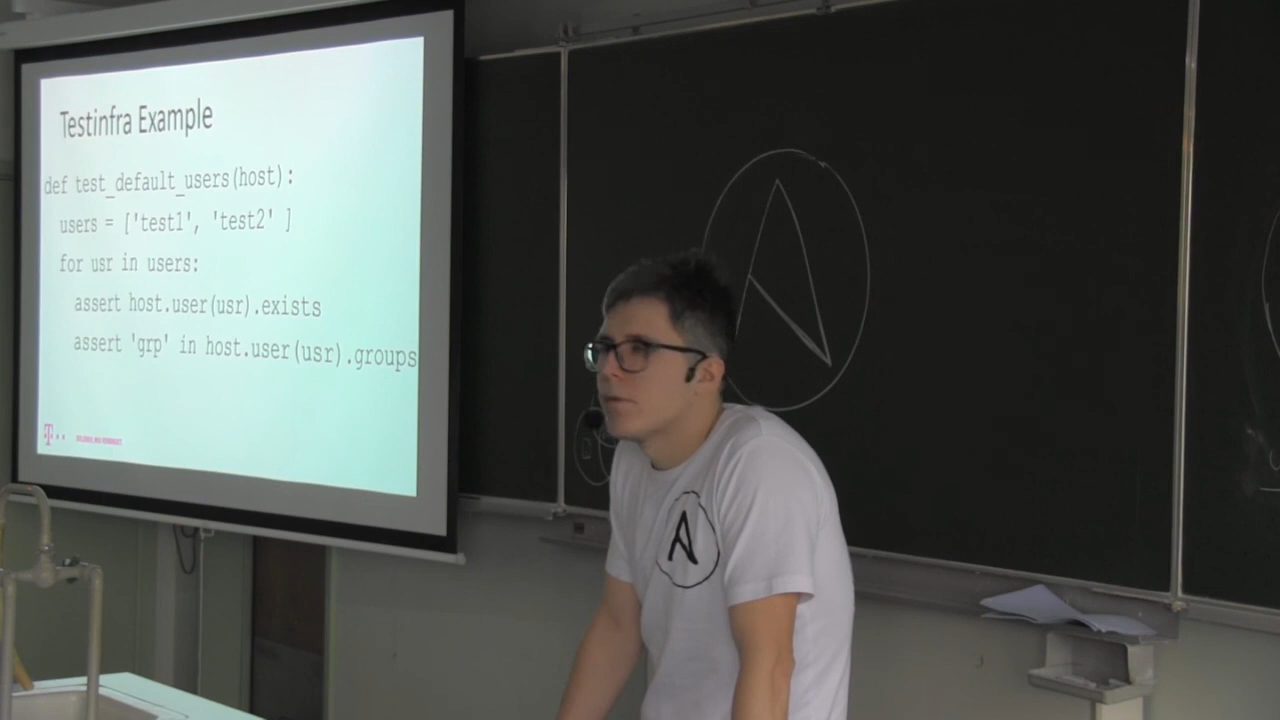 Testinfra Example
def test_default_users(host):
users = ['test1', 'test2' ]
for usr in users:
assert host.user(usr).exists
assert 'grp' in host.user(usr).groups
T
A
A